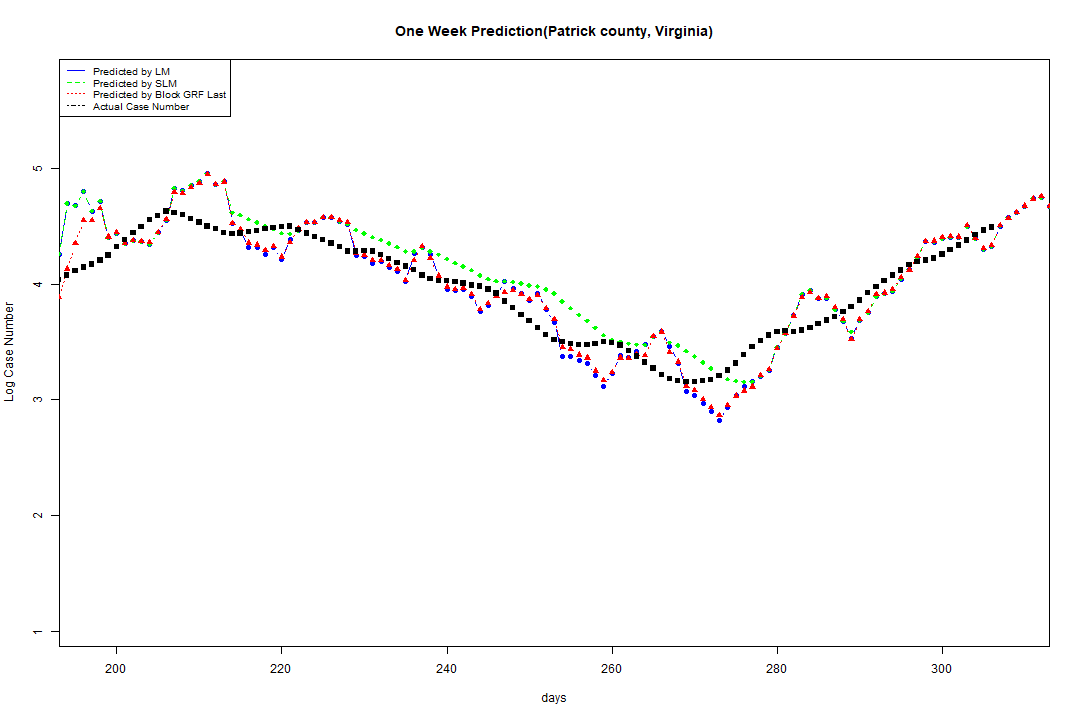 One Week Prediction(Patrick county, Virginia)
Predicted by LM
Predicted by SLM
Predicted by Block GRF Last
Actual Case Number
5
4
3
2
1
Log Case Number
200 220 240 260 280 300
days